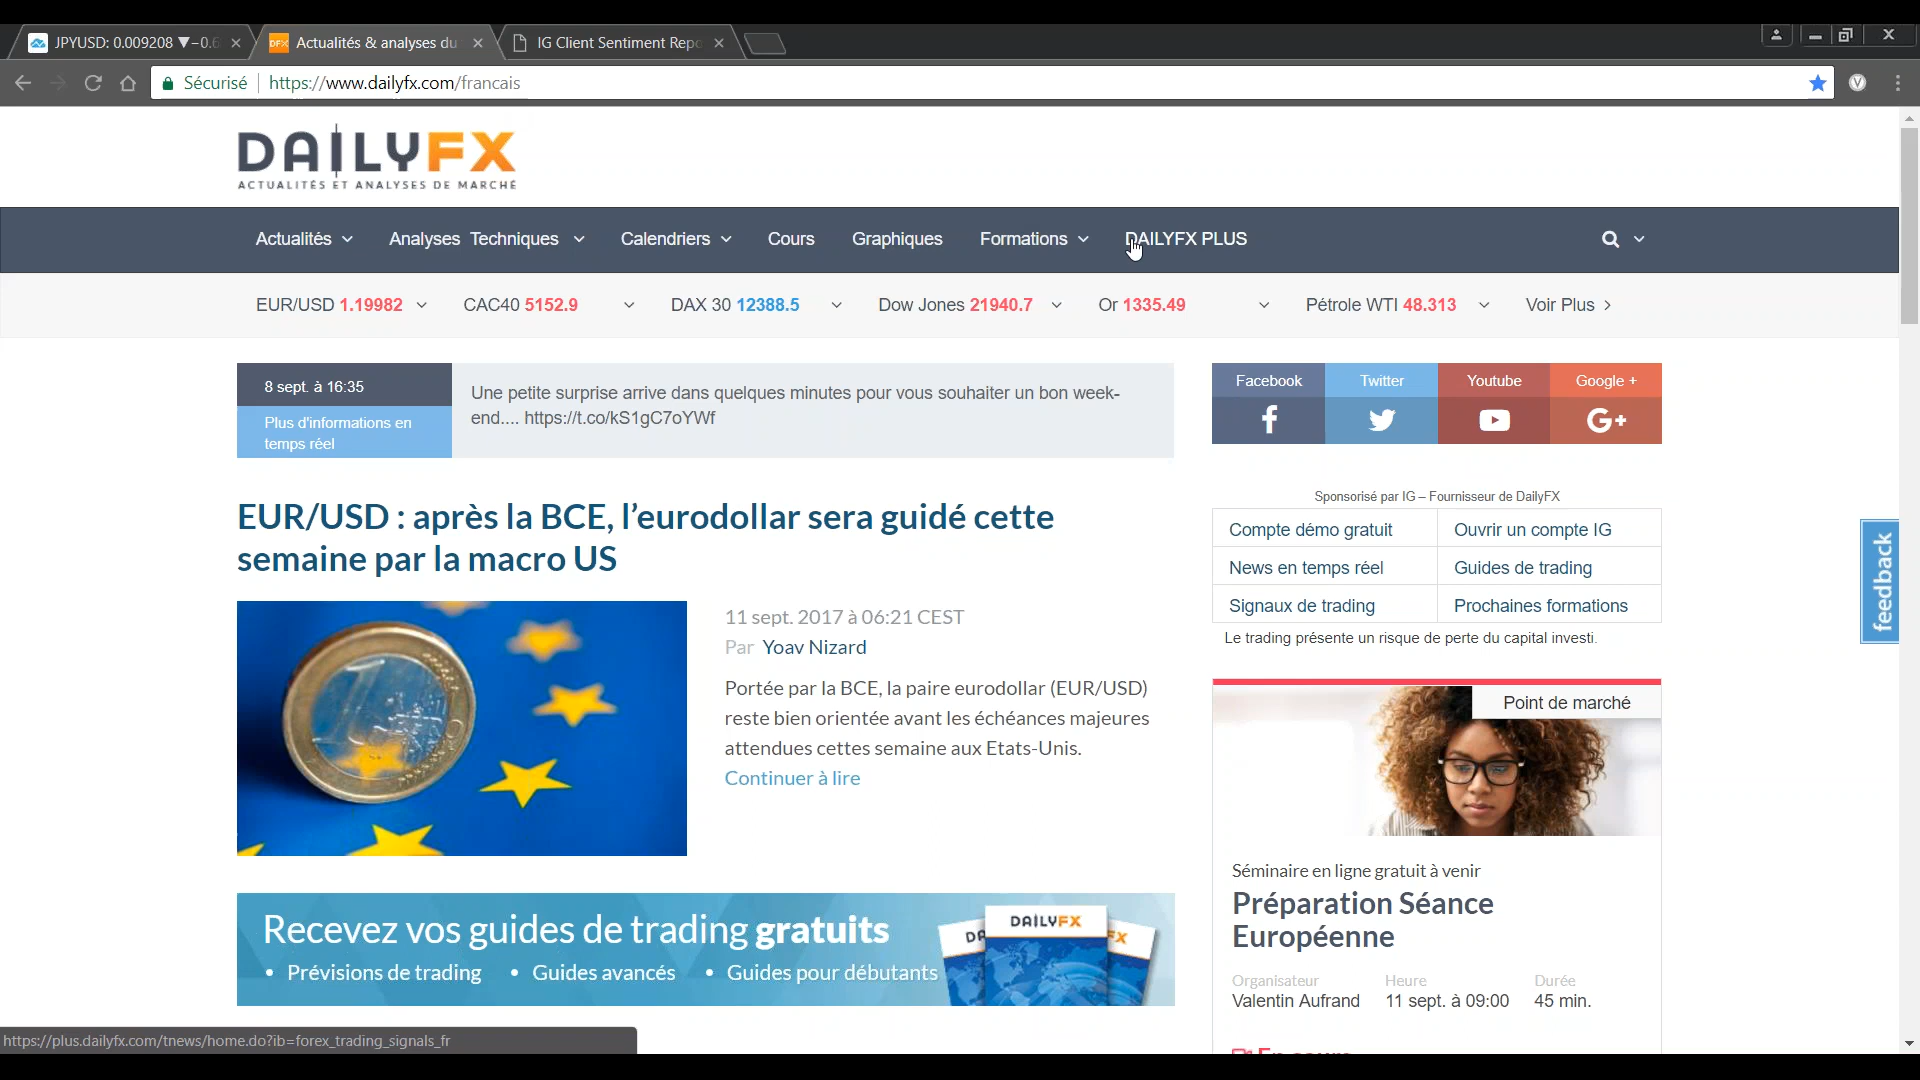 JPYUSD: 0.009208 ▼−0.6
Actualités & analyses du
IG Client Sentiment Repo
Sécurisé
https://www.dailyfx.com/francais
DAILYFX
ACTUALITÉS ET ANALYSES DE MARCHÉ
Actualités
Analyses Techniques
Calendriers
Cours
Graphiques
Formations
DAILYFX PLUS
EUR/USD 1.19982
CAC40 5152.9
DAX 30 12388.5
Dow Jones 21940.7
Or 1335.49
Pétrole WTI 48.313
Voir Plus
8 sept. à 16:35
Plus d'informations en
temps réel
Une petite surprise arrive dans quelques minutes pour vous souhaiter un bon week-
end.... https://t.co/kS1gC7oYWf
Facebook
Twitter
Youtube
Google +
EUR/USD : après la BCE, l’eurodollar sera guidé cette
semaine par la macro US
11 sept. 2017 à 06:21 CEST
Par Yoav Nizard
Portée par la BCE, la paire eurodollar (EUR/USD)
reste bien orientée avant les échéances majeures
attendues cettes semaine aux Etats-Unis.
Continuer à lire
Recevez vos guides de trading gratuits
• Prévisions de trading • Guides avancés • Guides pour débutants
DAILYFX
Sponsorisé par IG – Fournisseur de DailyFX
Compte démo gratuit
Ouvrir un compte IG
News en temps réel
Guides de trading
Signaux de trading
Prochaines formations
Le trading présente un risque de perte du capital investi.
feedback
Point de marché
Séminaire en ligne gratuit à venir
Préparation Séance
Européenne
Organisateur
Heure
Durée
Valentin Aufrand
11 sept. à 09:00
45 min.
https://plus.dailyfx.com/tnews/home.do?ib=forex_trading_signals_fr